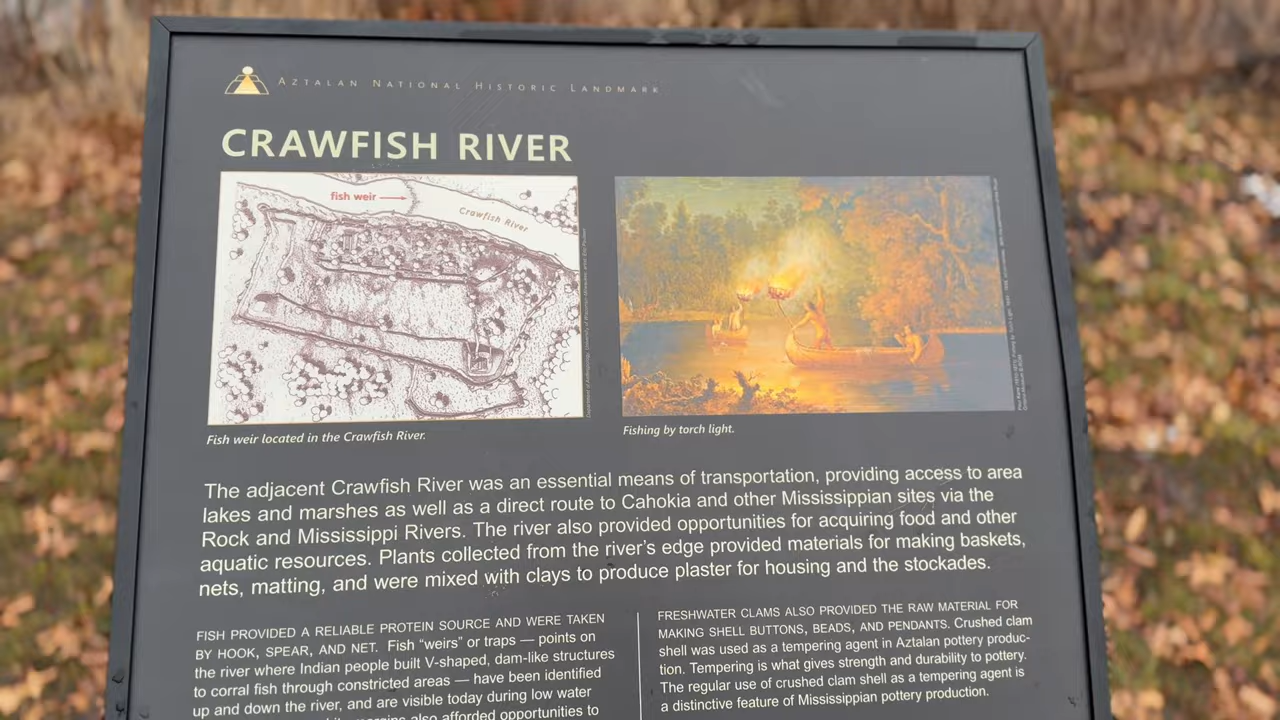 AZTALAN NATIONAL HISTORIC LANDMARK
CRAWFISH RIVER
fish weir
Crawfish River
Fish weir located in the Crawfish River.
Fishing by torch light.
The adjacent Crawfish River was an essential means of transportation, providing access to area
lakes and marshes as well as a direct route to Cahokia and other Mississippian sites via the
Rock and Mississippi Rivers. The river also provided opportunities for acquiring food and other
aquatic resources. Plants collected from the river's edge provided materials for making baskets,
nets, matting, and were mixed with clays to produce plaster for housing and the stockades.
FISH PROVIDED A RELIABLE PROTEIN SOURCE AND WERE TAKEN
BY HOOK, SPEAR, AND NET. Fish “weirs” or traps — points on
the river where Indian people built V-shaped, dam-like structures
to corral fish through constricted areas — have been identified
up and down the river, and are visible today during low water
margins also afforded opportunities to
FRESHWATER CLAMS ALSO PROVIDED THE RAW MATERIAL FOR
MAKING SHELL BUTTONS, BEADS, AND PENDANTS. Crushed clam
shell was used as a tempering agent in Aztalan pottery produc-
tion. Tempering is what gives strength and durability to pottery.
The regular use of crushed clam shell as a tempering agent is
a distinctive feature of Mississippian pottery production.